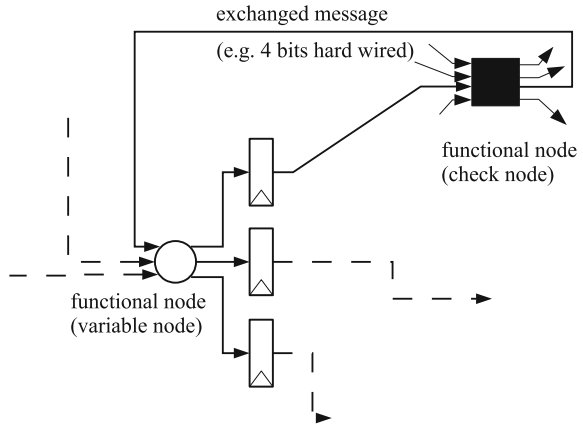 exchanged message
(e.g. 4 bits hard wired)
functional node
(check node)
functional node
(variable node)